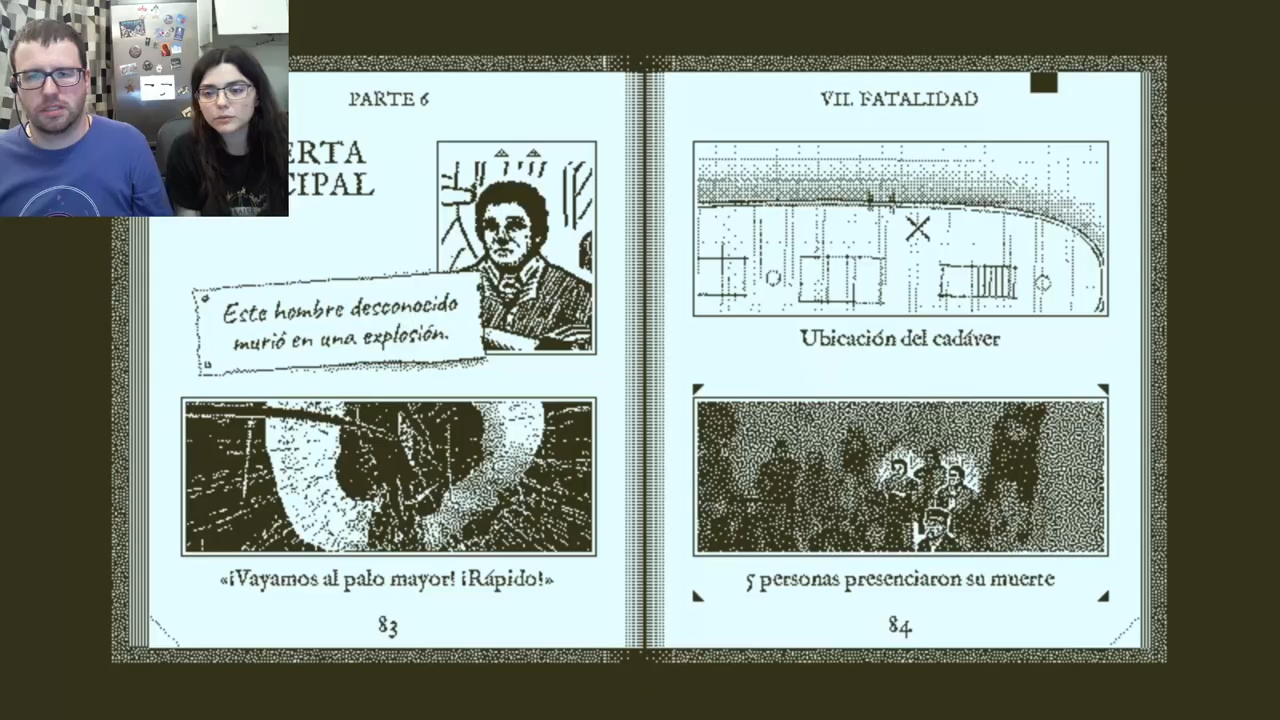 PARTE 6
ERTA
CIPAL
Este hombre desconocido
murió en una explosión.
«¡Vayamos al palo mayor! ¡Rápido!»
83
VII. FATALIDAD
Ubicación del cadáver
5 personas presenciaron su muerte
84